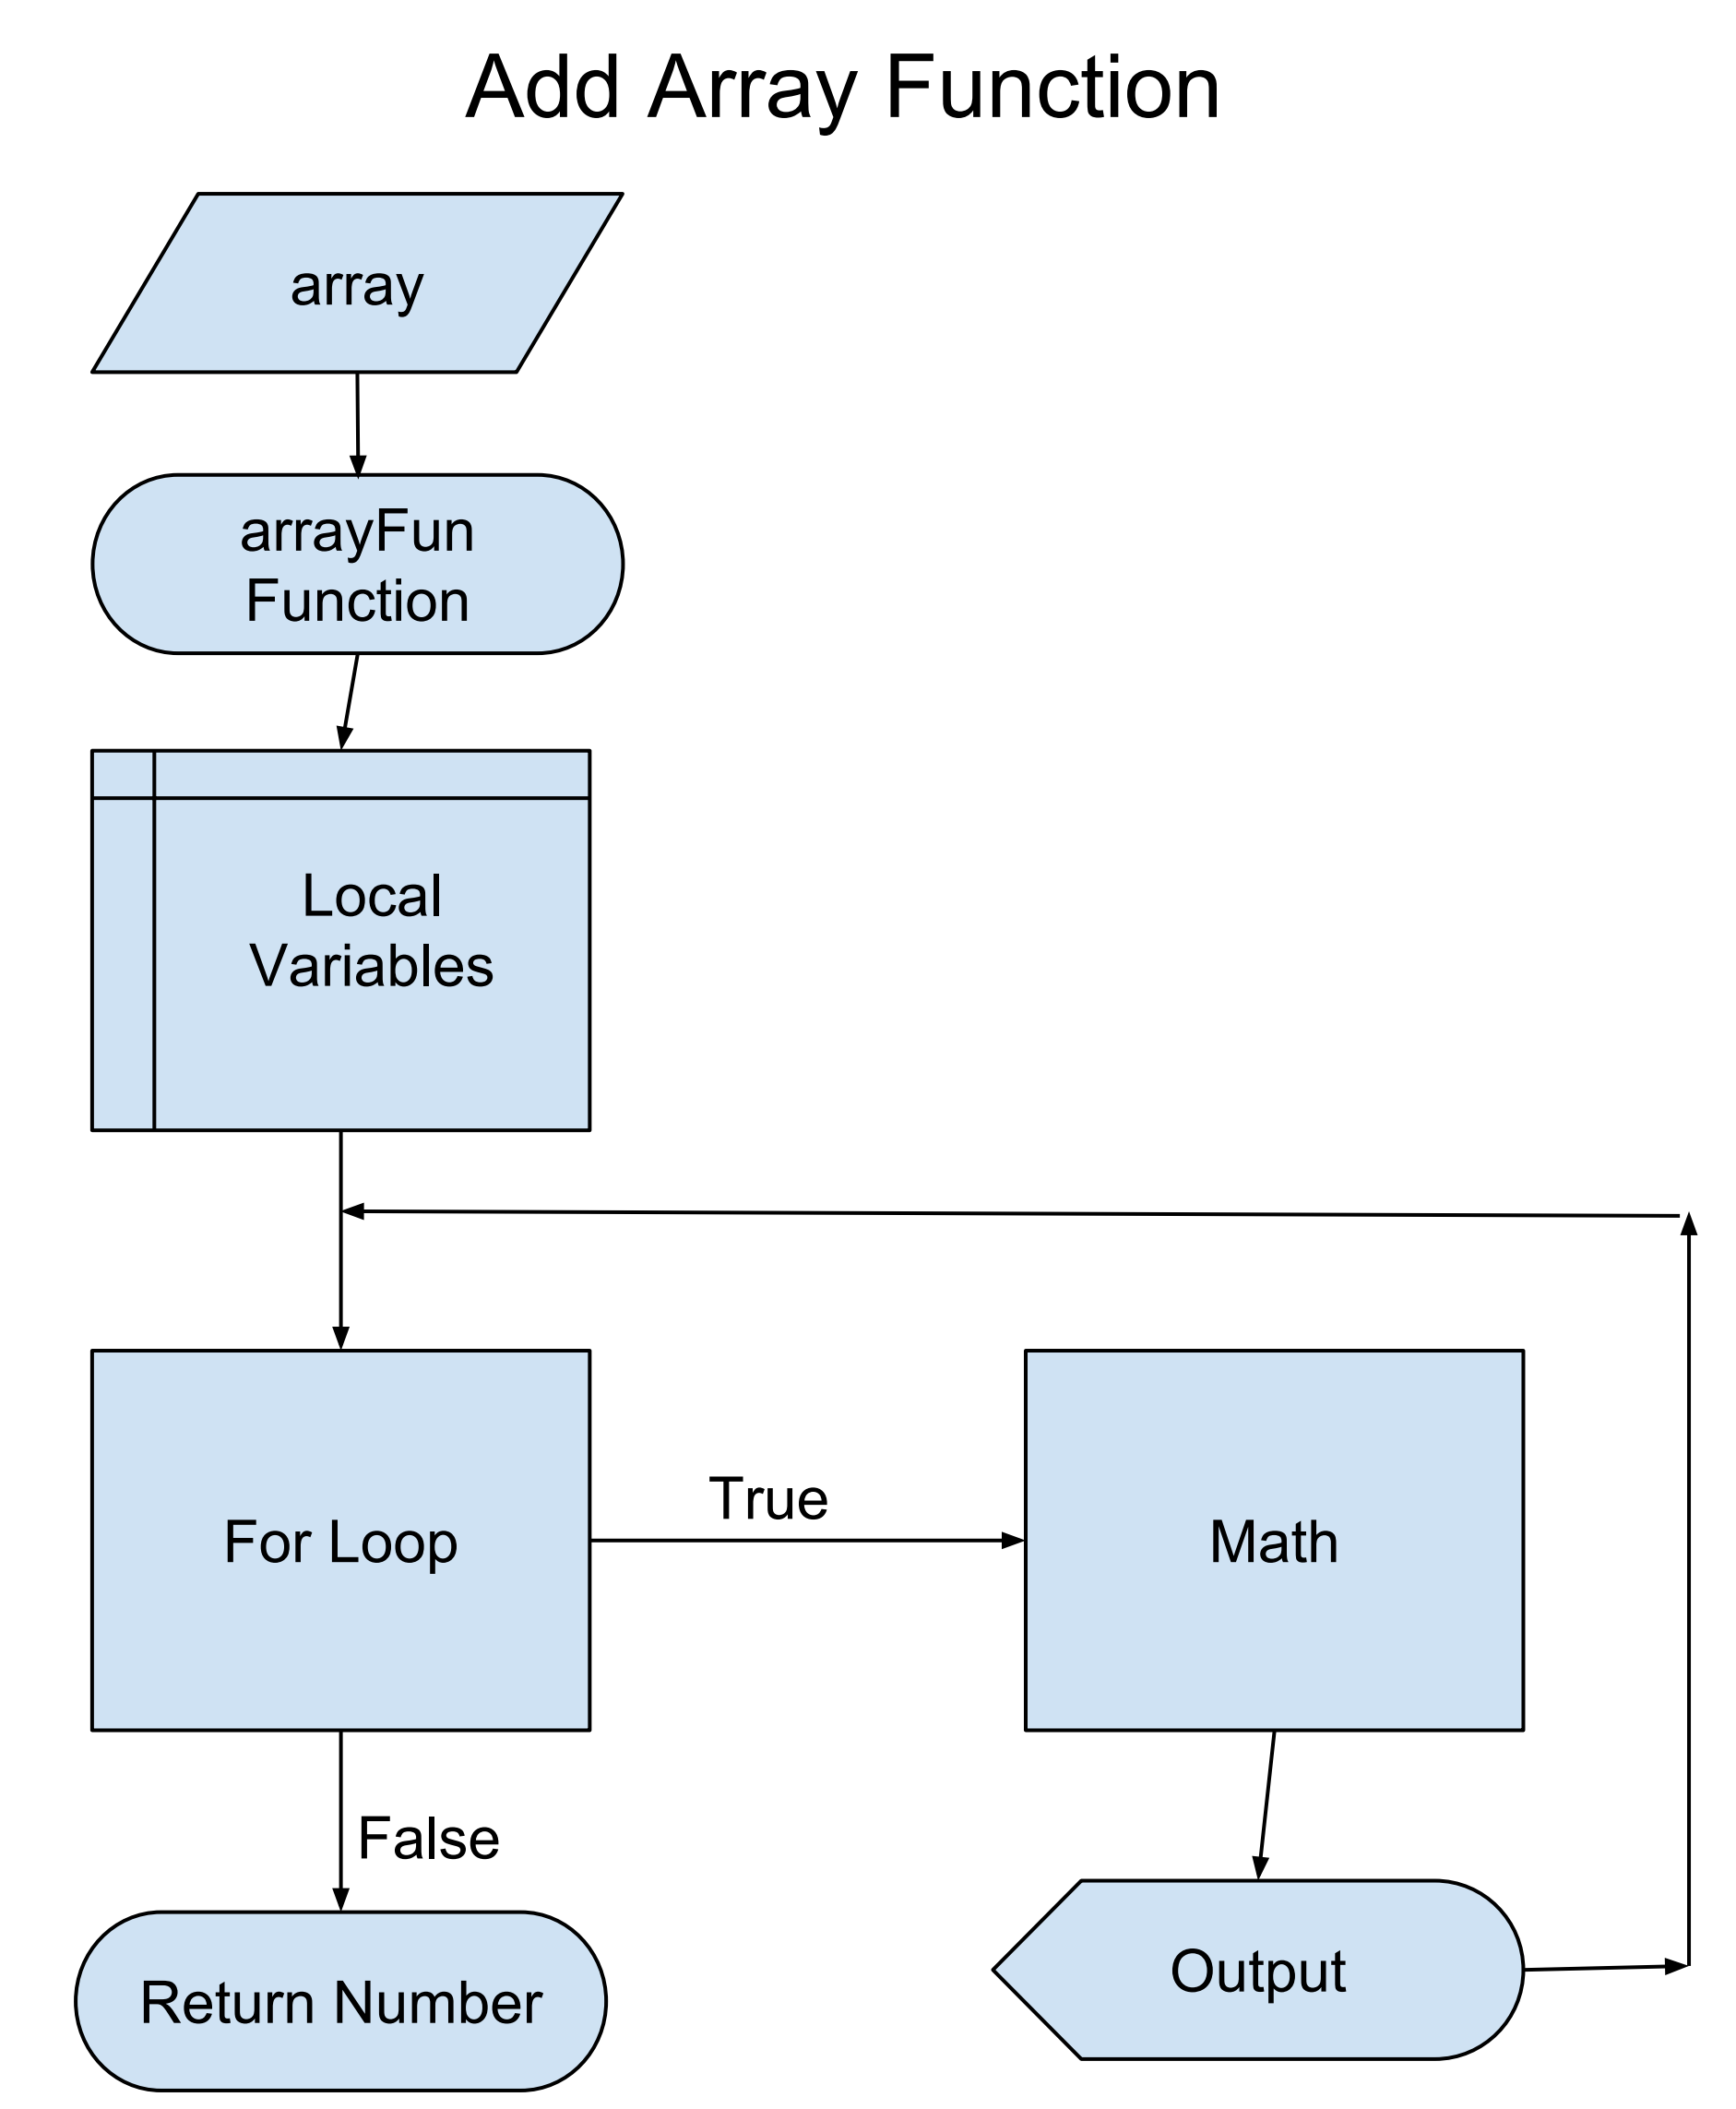 Add Array Function
array
arrayFun
Function
Local
Variables
For Loop
True
Math
False
Return Number
Output